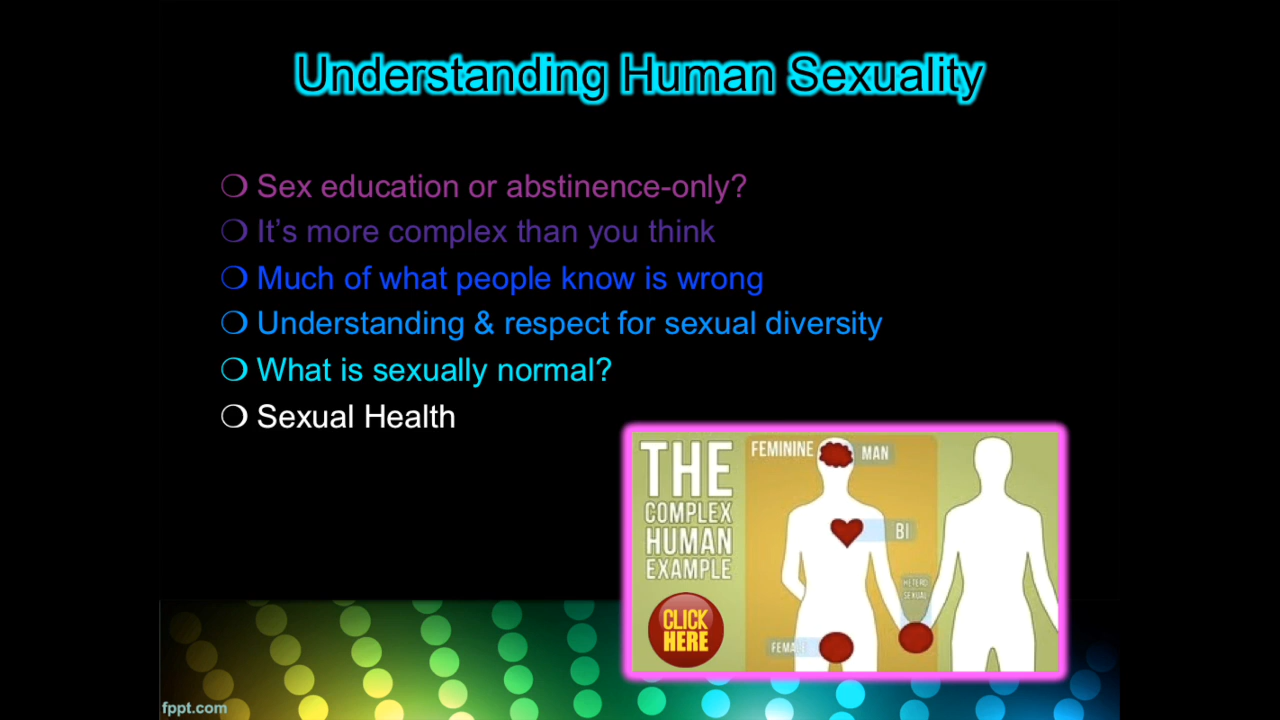 Understanding Human Sexuality
❍ Sex education or abstinence-only?
❍ It’s more complex than you think
❍ Much of what people know is wrong
❍ Understanding & respect for sexual diversity
❍ What is sexually normal?
❍ Sexual Health
THE
COMPLEX
HUMAN
EXAMPLE
CLICK
HERE
FEMININE
MAN
BI
HETERO
SEXUAL
FEMALE
fppt.com